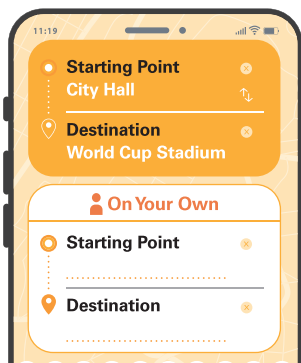 11:19
Starting Point
City Hall
Destination
World Cup Stadium
On Your Own
Starting Point
Destination